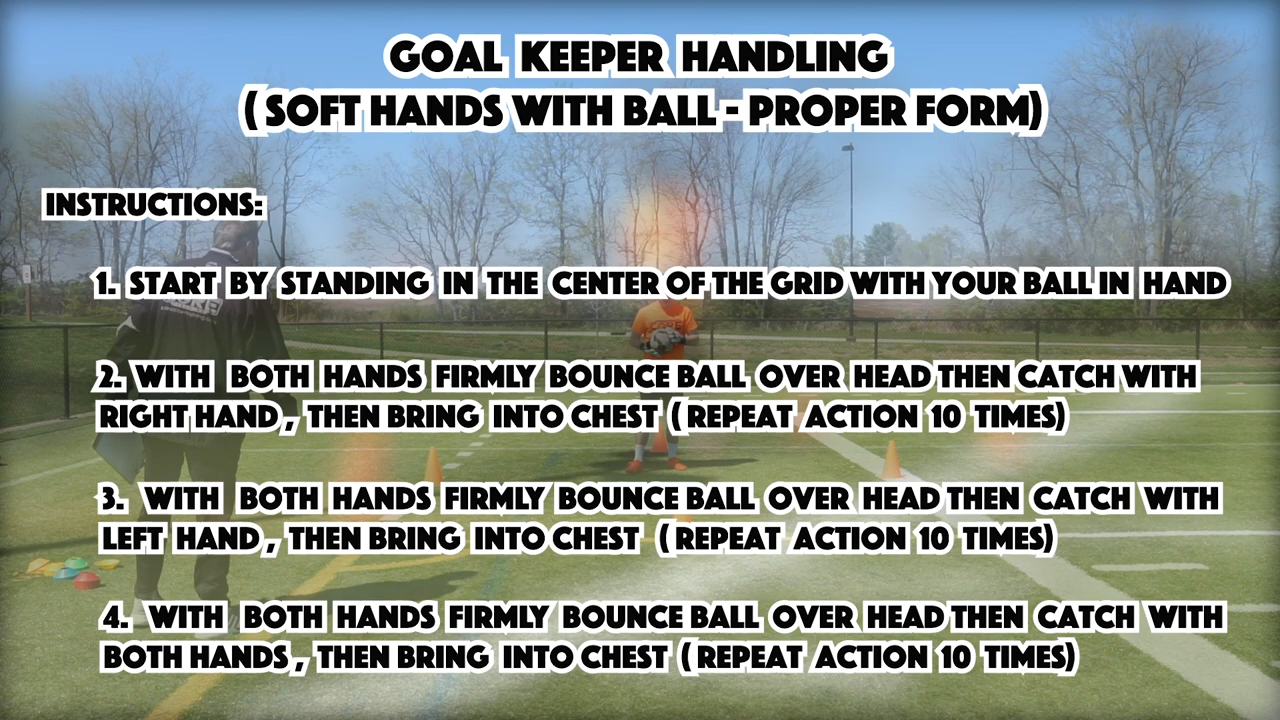 GOAL KEEPER HANDLING
( SOFT HANDS WITH BALL - PROPER FORM)
INSTRUCTIONS:
1. START BY STANDING IN THE CENTER OF THE GRID WITH YOUR BALL IN HAND
2. WITH BOTH HANDS FIRMLY BOUNCE BALL OVER HEAD THEN CATCH WITH
RIGHT HAND , THEN BRING INTO CHEST ( REPEAT ACTION 10 TIMES)
3. WITH BOTH HANDS FIRMLY BOUNCE BALL OVER HEAD THEN CATCH WITH
LEFT HAND , THEN BRING INTO CHEST ( REPEAT ACTION 10 TIMES)
4. WITH BOTH HANDS FIRMLY BOUNCE BALL OVER HEAD THEN CATCH WITH
BOTH HANDS , THEN BRING INTO CHEST ( REPEAT ACTION 10 TIMES)